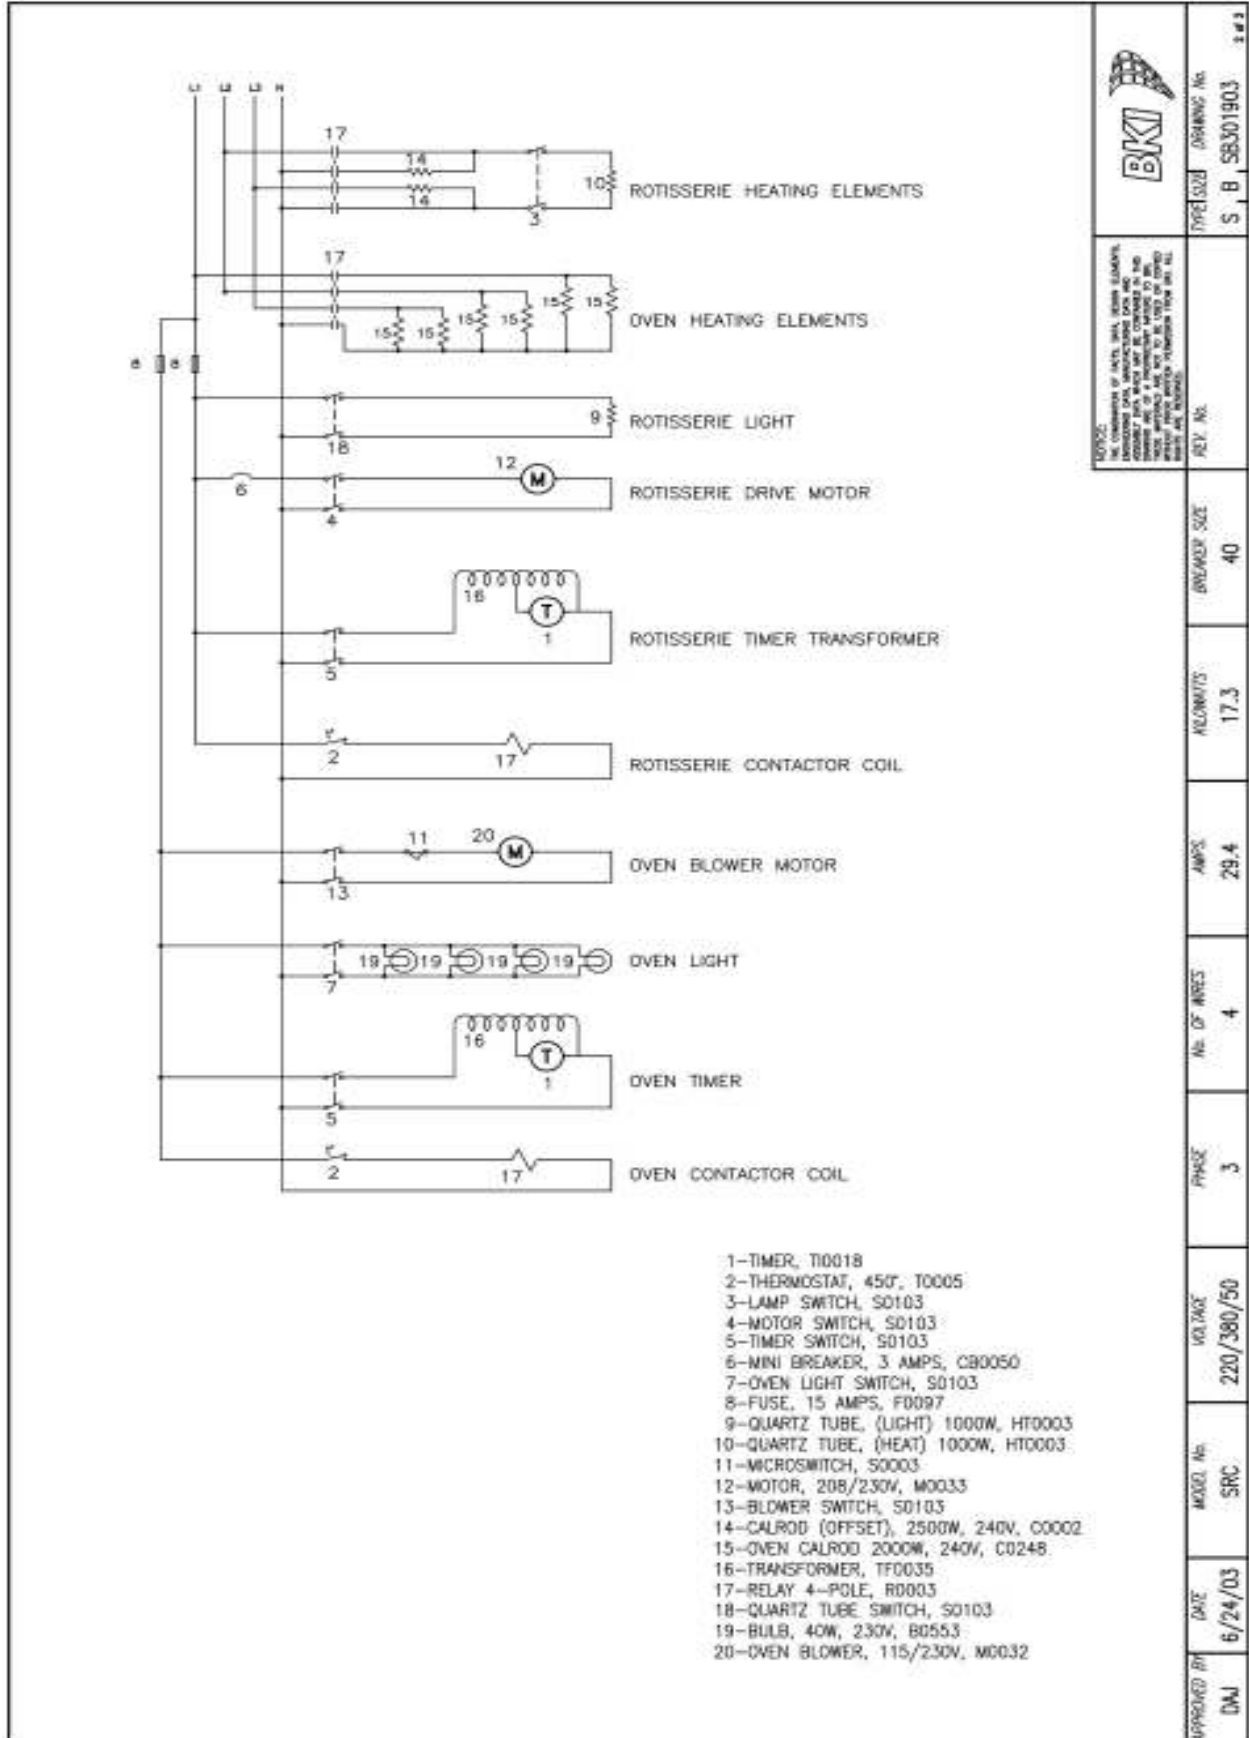 L1 L2 L3 N
17
14
14
10
3
ROTISSERIE HEATING ELEMENTS
17
15 15 15 15 15 15
OVEN HEATING ELEMENTS
8 8
9
18
ROTISSERIE LIGHT
6
12
M
4
ROTISSERIE DRIVE MOTOR
16
T
1
5
ROTISSERIE TIMER TRANSFORMER
2
17
ROTISSERIE CONTACTOR COIL
11
20
M
13
OVEN BLOWER MOTOR
19 19 19 19
7
OVEN LIGHT
16
T
1
5
OVEN TIMER
2
17
OVEN CONTACTOR COIL
1-TIMER, TI0018
2-THERMOSTAT, 450°, T0005
3-LAMP SWITCH, S0103
4-MOTOR SWITCH, S0103
5-TIMER SWITCH, S0103
6-MINI BREAKER, 3 AMPS, CB0050
7-OVEN LIGHT SWITCH, S0103
8-FUSE, 15 AMPS, F0097
9-QUARTZ TUBE, (LIGHT) 1000W, HT0003
10-QUARTZ TUBE, (HEAT) 1000W, HT0003
11-MICROSWITCH, S0003
12-MOTOR, 208/230V, M0033
13-BLOWER SWITCH, S0103
14-CALROD (OFFSET), 2500W, 240V, C0002
15-OVEN CALROD 2000W, 240V, C0248
16-TRANSFORMER, TF0035
17-RELAY 4-POLE, R0003
18-QUARTZ TUBE SWITCH, S0103
19-BULB, 40W, 230V, B0553
20-OVEN BLOWER, 115/230V, M0032
APPROVED BY
DAJ
DATE
6/24/03
MODEL No.
SRC
VOLTAGE
220/380/50
PHASE
3
No. OF WIRES
4
AMPS
29.4
KILOWATTS
17.3
BREAKER SIZE
40
REV. No.
TYPE SIZE DRAWING No.
S B SB301903
BKI
NOTICE: